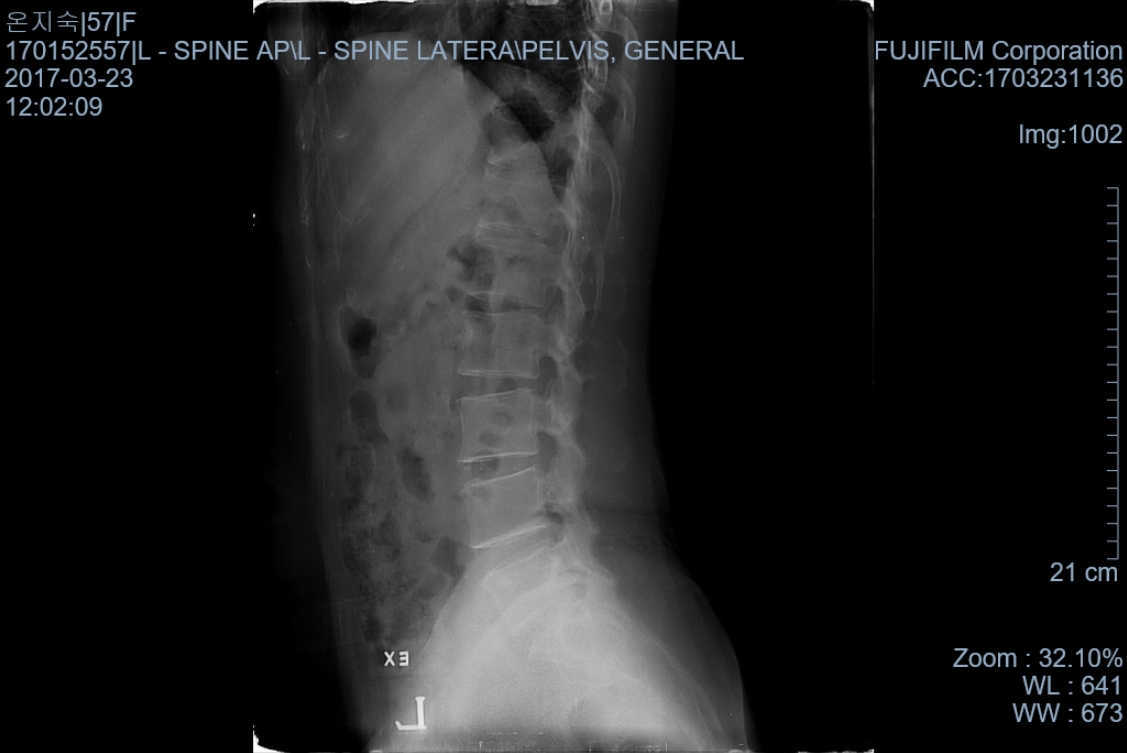 온지숙|57|F
170152557|L - SPINE AP\L - SPINE LATERA\PELVIS, GENERAL
2017-03-23
12:02:09
FUJIFILM Corporation
ACC:1703231136
Img:1002
21 cm
Zoom : 32.10%
WL : 641
WW : 673
EX
L